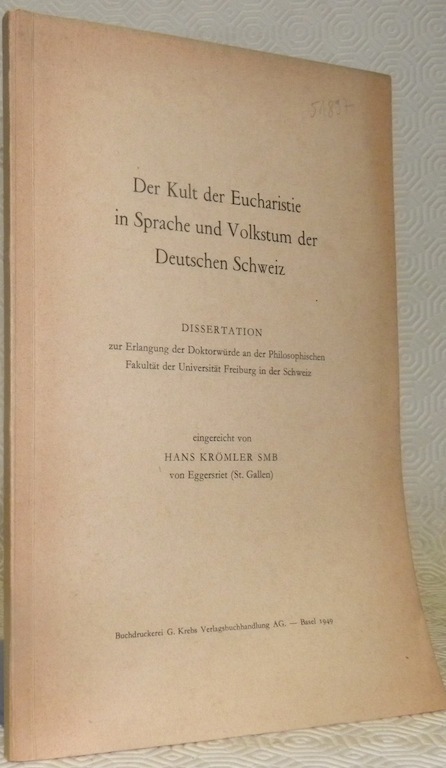 Der Kult der Eucharistie
in Sprache und Volkstum der
Deutschen Schweiz
DISSERTATION
zur Erlangung der Doktorwürde an der Philosophischen
Fakultät der Universität Freiburg in der Schweiz
eingereicht von
HANS KRÖMLER SMB
von Eggersriet (St. Gallen)
Buchdruckerei G. Krebs Verlagsbuchhandlung AG. — Basel 1949